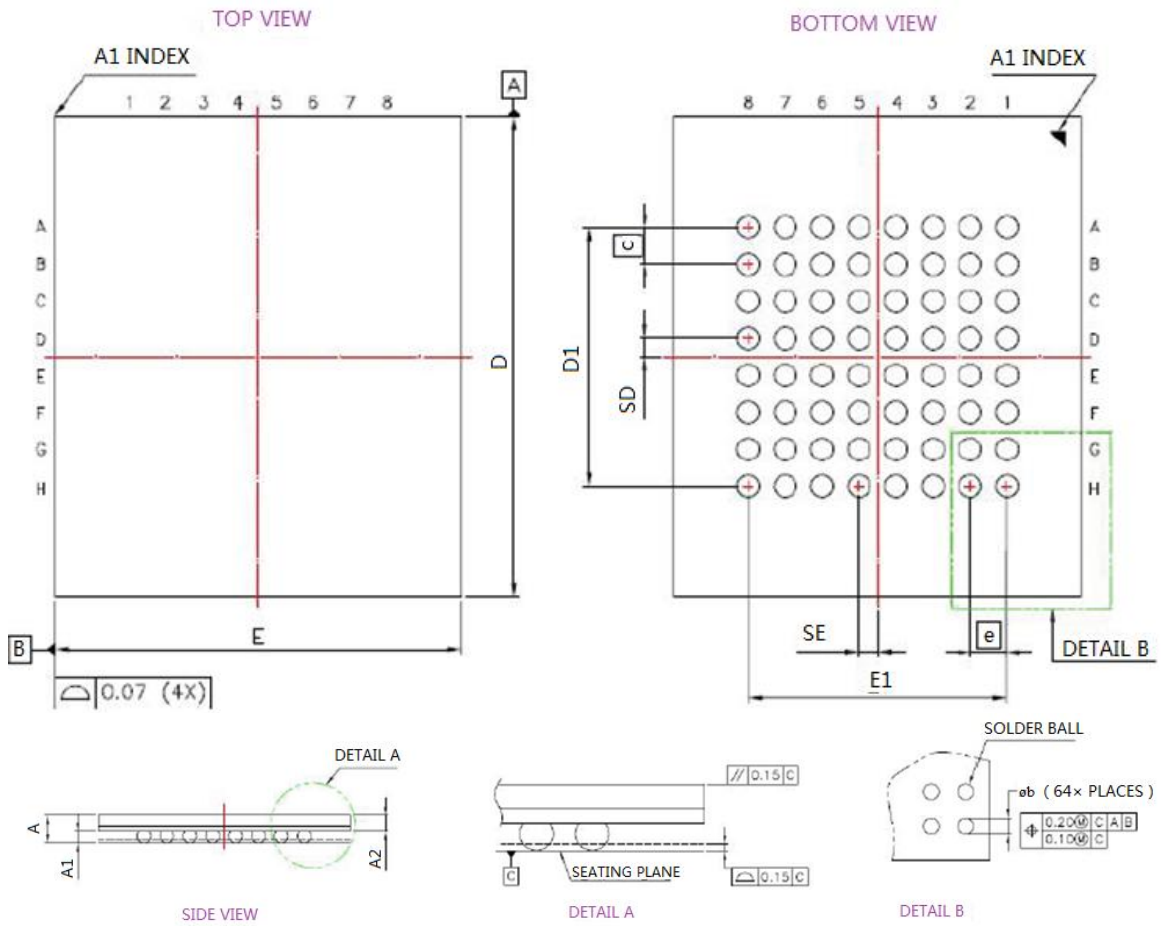 TOP VIEW
BOTTOM VIEW
A1 INDEX
A1 INDEX
1 2 3 4 5 6 7 8
A
8 7 6 5 4 3 2 1
A
B
C
D
E
F
G
H
D
c
D1
SD
A
B
C
D
E
F
G
H
B
E
0.07 (4X)
SE
e
E1
DETAIL B
DETAIL A
A
A1
A2
SIDE VIEW
// 0.15 C
C
SEATING PLANE
0.15 C
DETAIL A
SOLDER BALL
øb (64× PLACES)
0.20Ⓜ C A B
0.10Ⓜ C
DETAIL B